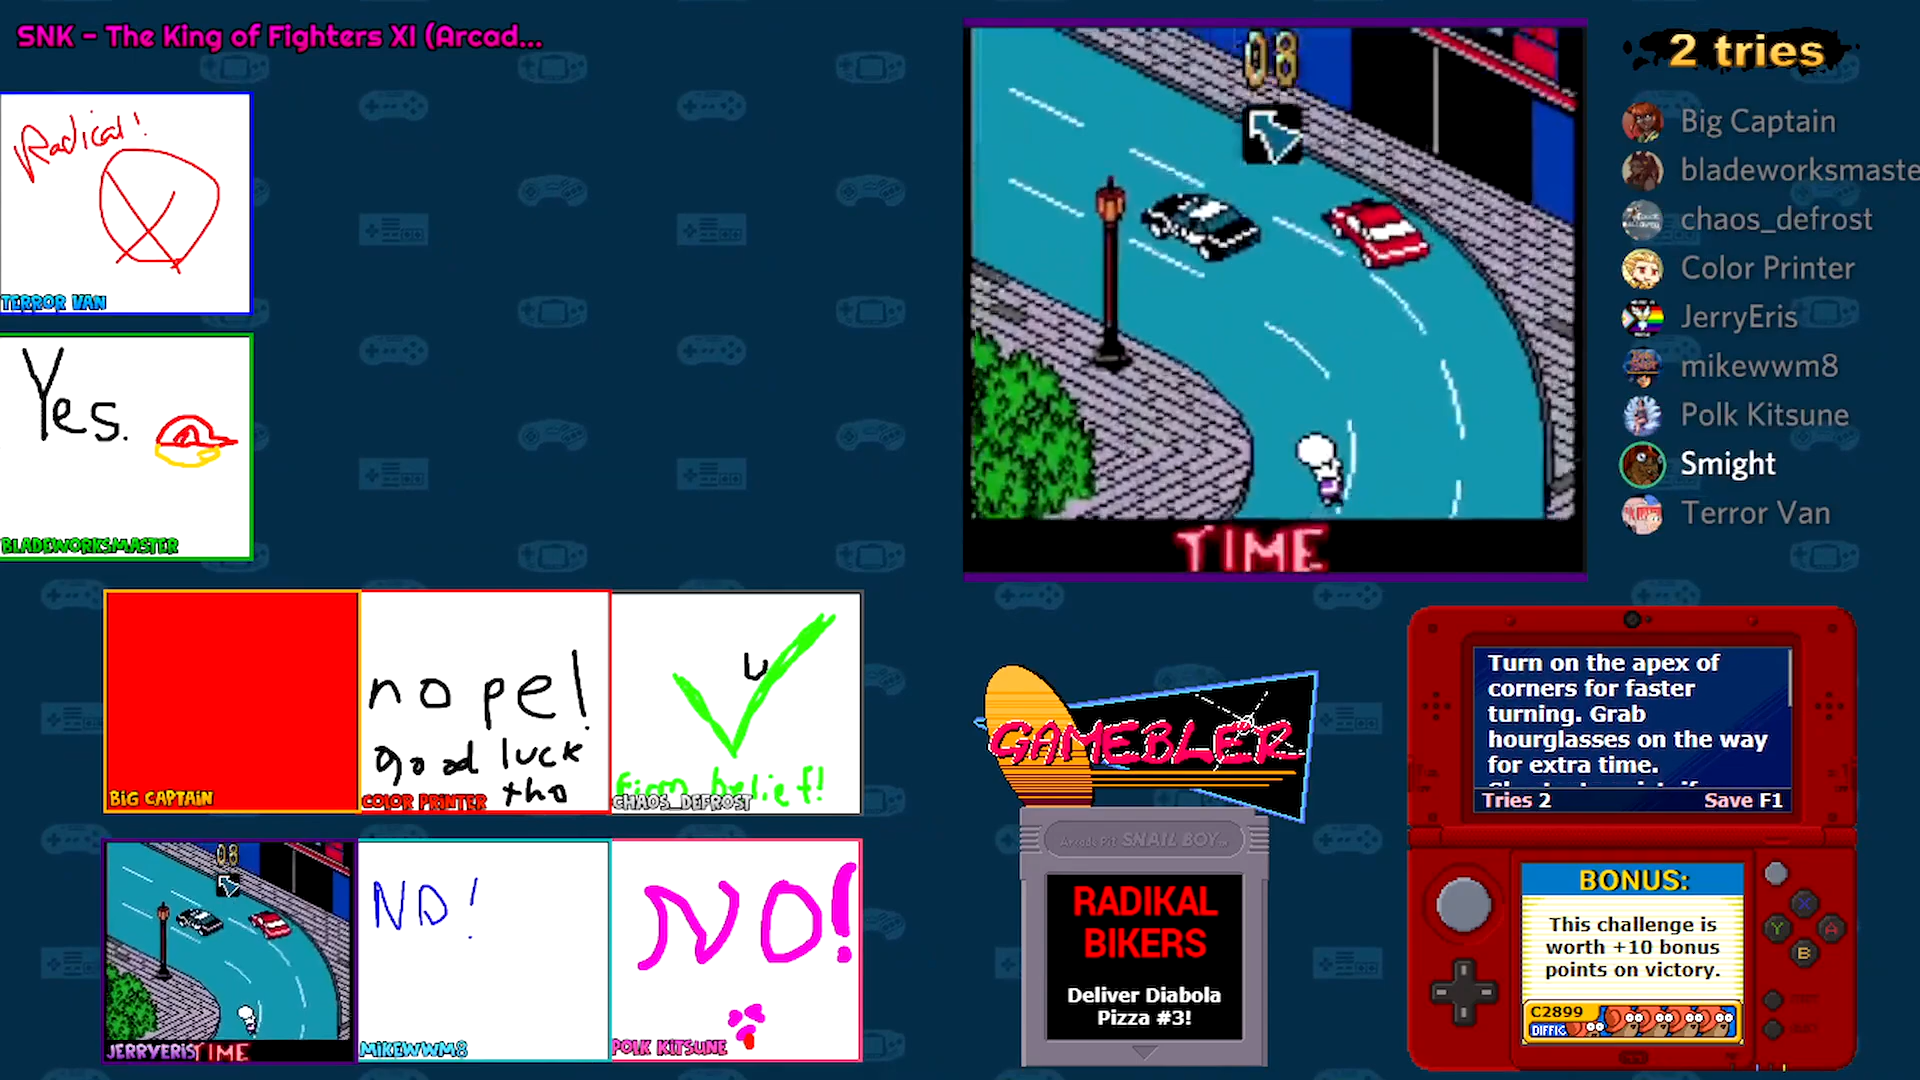 SNK - The King of Fighters XI (Arcad...
Radical!
TERROR VAN
Yes.
BLADEWORKSMASTER
BIG CAPTAIN
nope!
good luck
tho
COLOR PRINTER
firm belief!
CHAOS_DEFROST
08
TIME
JERRYERIS
NO!
MIKEWWM8
NO!
POLK KITSUNE
08
TIME
2 tries
Big Captain
bladeworksmaste
chaos_defrost
Color Printer
JerryEris
mikewwm8
Polk Kitsune
Smight
Terror Van
GAMEBLER
Arcade Pit SNAIL BOY
RADIKAL
BIKERS
Deliver Diabola
Pizza #3!
Turn on the apex of
corners for faster
turning. Grab
hourglasses on the way
for extra time.
Tries 2
Save F1
BONUS:
This challenge is
worth +10 bonus
points on victory.
C2899
DIFFIC
X
Y
A
B